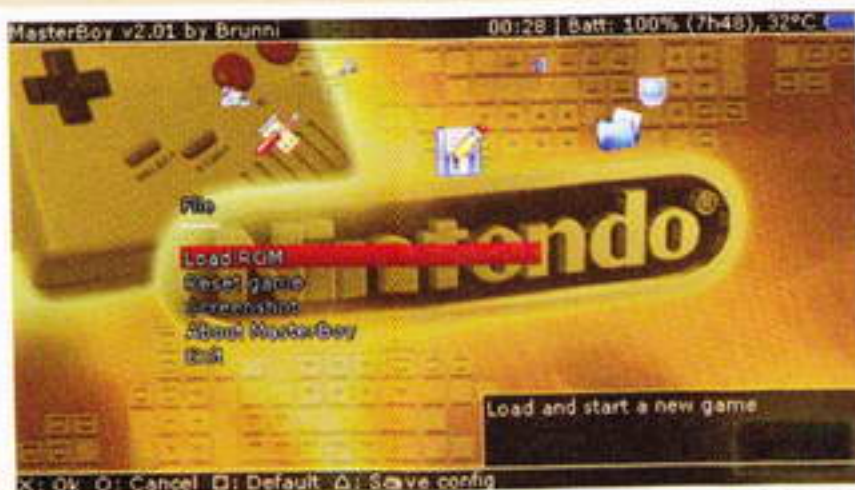 MasterBoy v2.01 by Brunni
00:28 | Batt: 100% (7h48), 32°C
File
Nintendo®
Load ROM
Reset game
Screenshot
About MasterBoy
Exit
Load and start a new game
X: Ok O: Cancel □: Default △: Save config